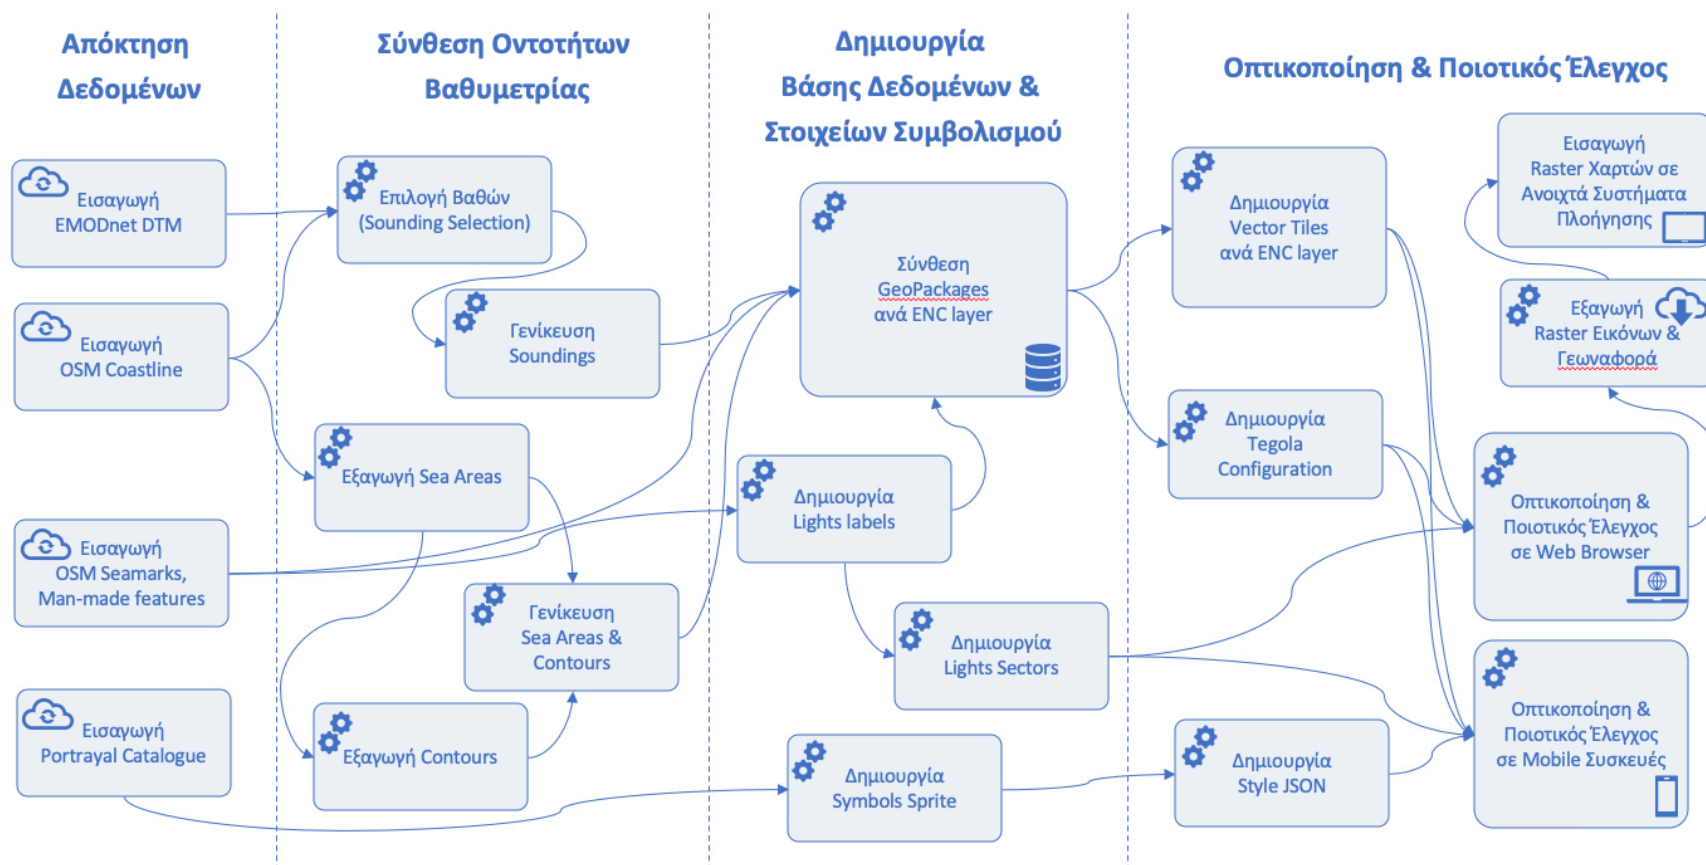 Απόκτηση
Δεδομένων
Σύνθεση Οντοτήτων
Βαθυμετρίας
Δημιουργία
Βάσης Δεδομένων &
Στοιχείων Συμβολισμού
Οπτικοποίηση & Ποιοτικός Έλεγχος
Εισαγωγή
EMODnet DTM
Εισαγωγή
OSM Coastline
Εισαγωγή
OSM Seamarks,
Man-made features
Εισαγωγή
Portrayal Catalogue
Επιλογή Βαθών
(Sounding Selection)
Γενίκευση
Soundings
Εξαγωγή Sea Areas
Γενίκευση
Sea Areas &
Contours
Εξαγωγή Contours
Σύνθεση
GeoPackages
ανά ENC layer
Δημιουργία
Lights labels
Δημιουργία
Lights Sectors
Δημιουργία
Symbols Sprite
Δημιουργία
Vector Tiles
ανά ENC layer
Δημιουργία
Tegola
Configuration
Δημιουργία
Style JSON
Εισαγωγή
Raster Χαρτών σε
Ανοιχτά Συστήματα
Πλοήγησης
Εξαγωγή
Raster Εικόνων &
Γεωναφορά
Οπτικοποίηση &
Ποιοτικός Έλεγχος
σε Web Browser
Οπτικοποίηση &
Ποιοτικός Έλεγχος
σε Mobile Συσκευές